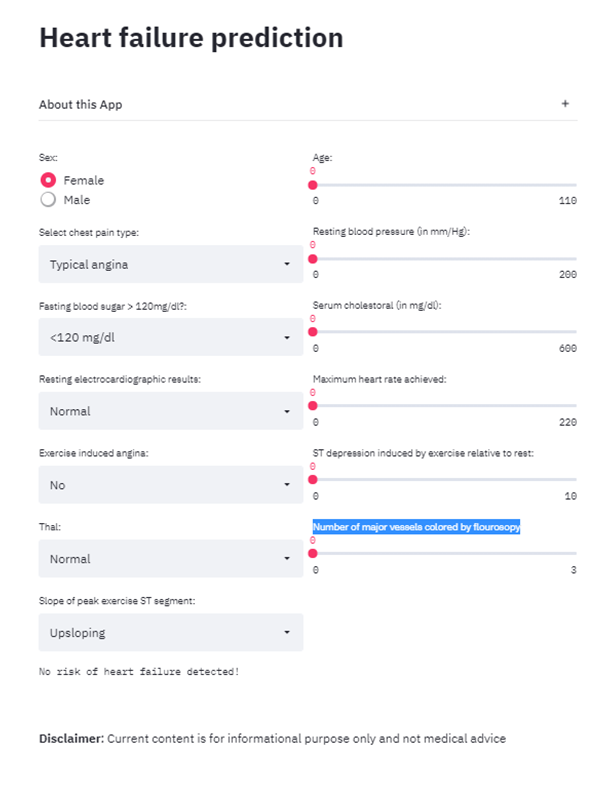 Heart failure prediction
About this App
+
Sex:
Female
Male
Age:
0
0 110
Select chest pain type:
Typical angina
Resting blood pressure (in mm/Hg):
0
0 200
Fasting blood sugar > 120mg/dl?:
<120 mg/dl
Serum cholestoral (in mg/dl):
0
0 600
Resting electrocardiographic results:
Normal
Maximum heart rate achieved:
0
0 220
Exercise induced angina:
No
ST depression induced by exercise relative to rest:
0
0 10
Thal:
Normal
Number of major vessels colored by flourosopy
0
0 3
Slope of peak exercise ST segment:
Upsloping
No risk of heart failure detected!
Disclaimer: Current content is for informational purpose only and not medical advice